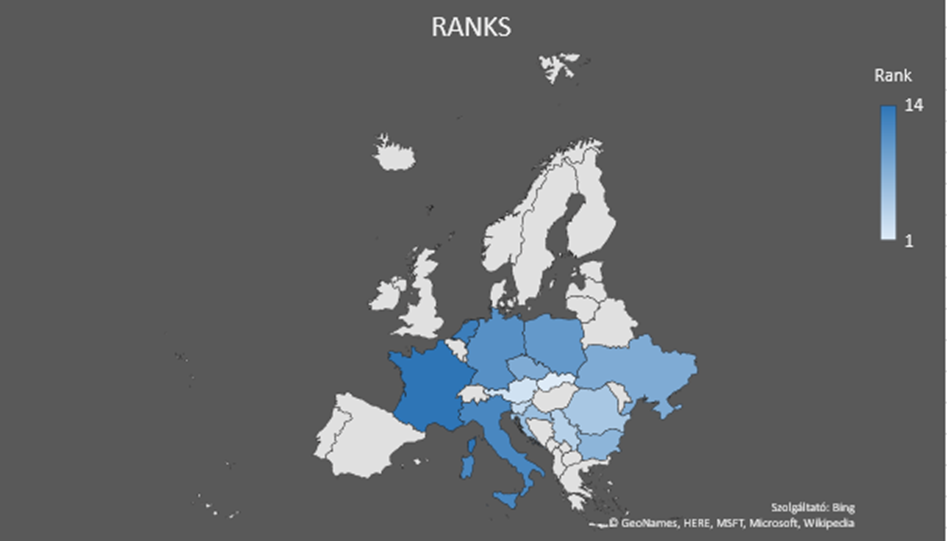 RANKS
Rank
14
1
Szolgáltató: Bing
© GeoNames, HERE, MSFT, Microsoft, Wikipedia